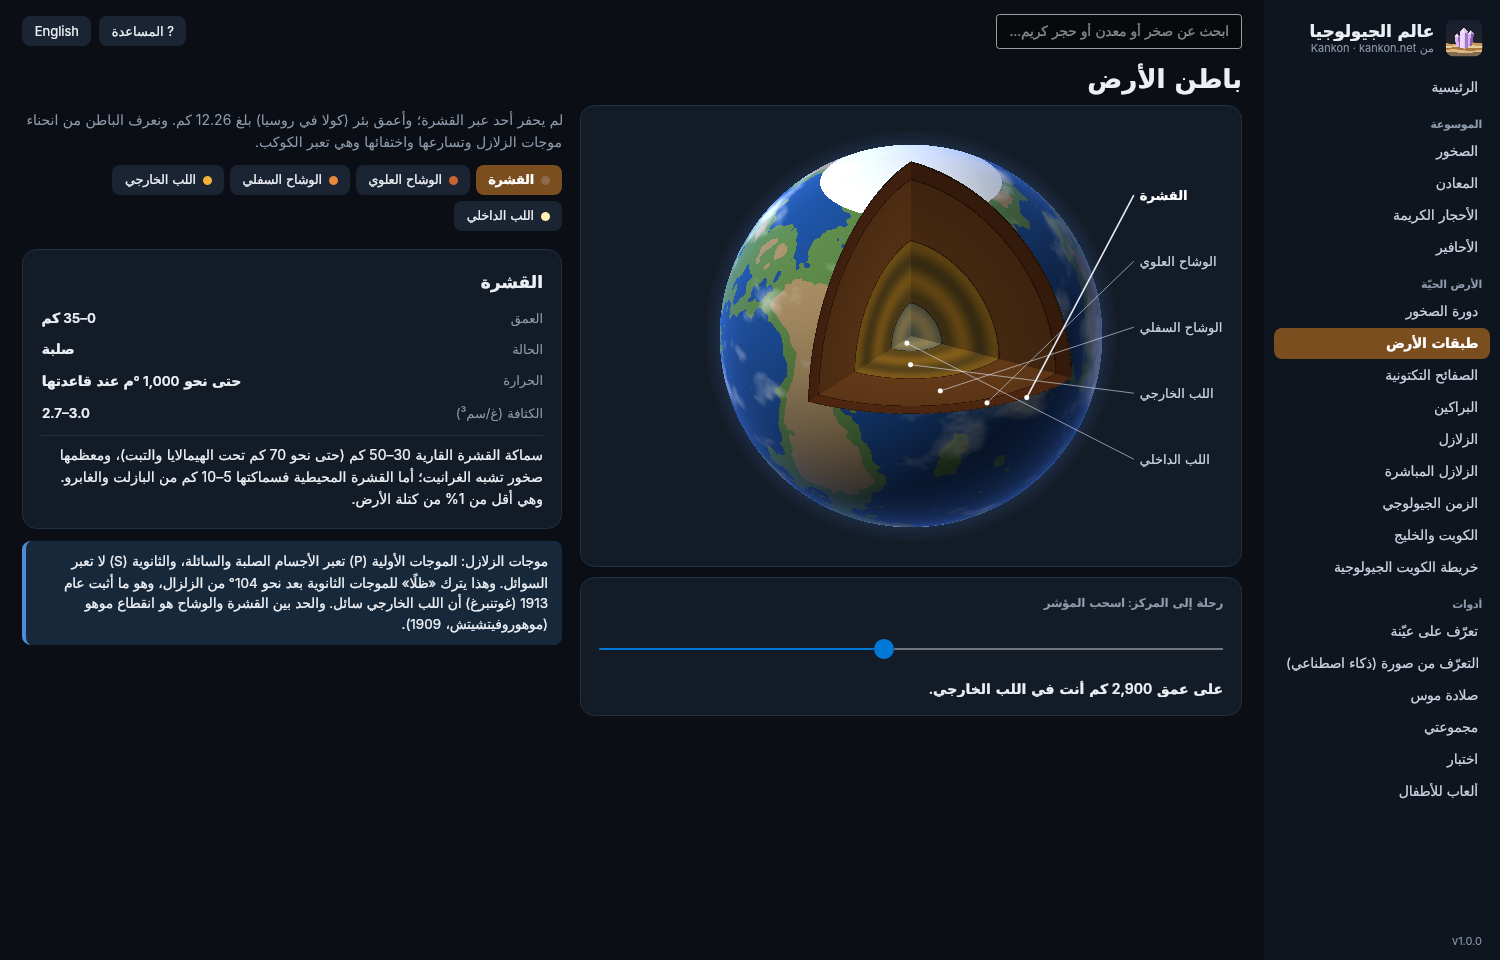 عالم الجيولوجيا
من Kankon · kankon.net
الرئيسية
الموسوعة
الصخور
المعادن
الأحجار الكريمة
الأحافير
الأرض الحيّة
دورة الصخور
طبقات الأرض
الصفائح التكتونية
البراكين
الزلازل
الزلازل المباشرة
الزمن الجيولوجي
الكويت والخليج
خريطة الكويت الجيولوجية
أدوات
تعرّف على عيّنة
التعرّف من صورة (ذكاء اصطناعي)
صلادة موس
مجموعتي
اختبار
ألعاب للأطفال
v1.0.0
ابحث عن صخر أو معدن أو حجر كريم...
? المساعدة
English
باطن الأرض
القشرة
الوشاح العلوي
الوشاح السفلي
اللب الخارجي
اللب الداخلي
رحلة إلى المركز: اسحب المؤشر
على عمق 2,900 كم أنت في اللب الخارجي.
لم يحفر أحد عبر القشرة؛ وأعمق بئر (كولا في روسيا) بلغ 12.26 كم. ونعرف الباطن من انحناء
موجات الزلازل وتسارعها واختفائها وهي تعبر الكوكب.
القشرة
الوشاح العلوي
الوشاح السفلي
اللب الخارجي
اللب الداخلي
القشرة
العمق 0–35 كم
الحالة صلبة
الحرارة حتى نحو 1,000 °م عند قاعدتها
الكثافة (غ/سم³) 2.7–3.0
سماكة القشرة القارية 30–50 كم (حتى نحو 70 كم تحت الهيمالايا والتبت)، ومعظمها
صخور تشبه الغرانيت؛ أما القشرة المحيطية فسماكتها 5–10 كم من البازلت والغابرو.
وهي أقل من 1% من كتلة الأرض.
موجات الزلازل: الموجات الأولية (P) تعبر الأجسام الصلبة والسائلة، والثانوية (S) لا تعبر
السوائل. وهذا يترك «ظلًا» للموجات الثانوية بعد نحو 104° من الزلزال، وهو ما أثبت عام
1913 (غوتنبرغ) أن اللب الخارجي سائل. والحد بين القشرة والوشاح هو انقطاع موهو
(موهوروفيتشيتش، 1909).